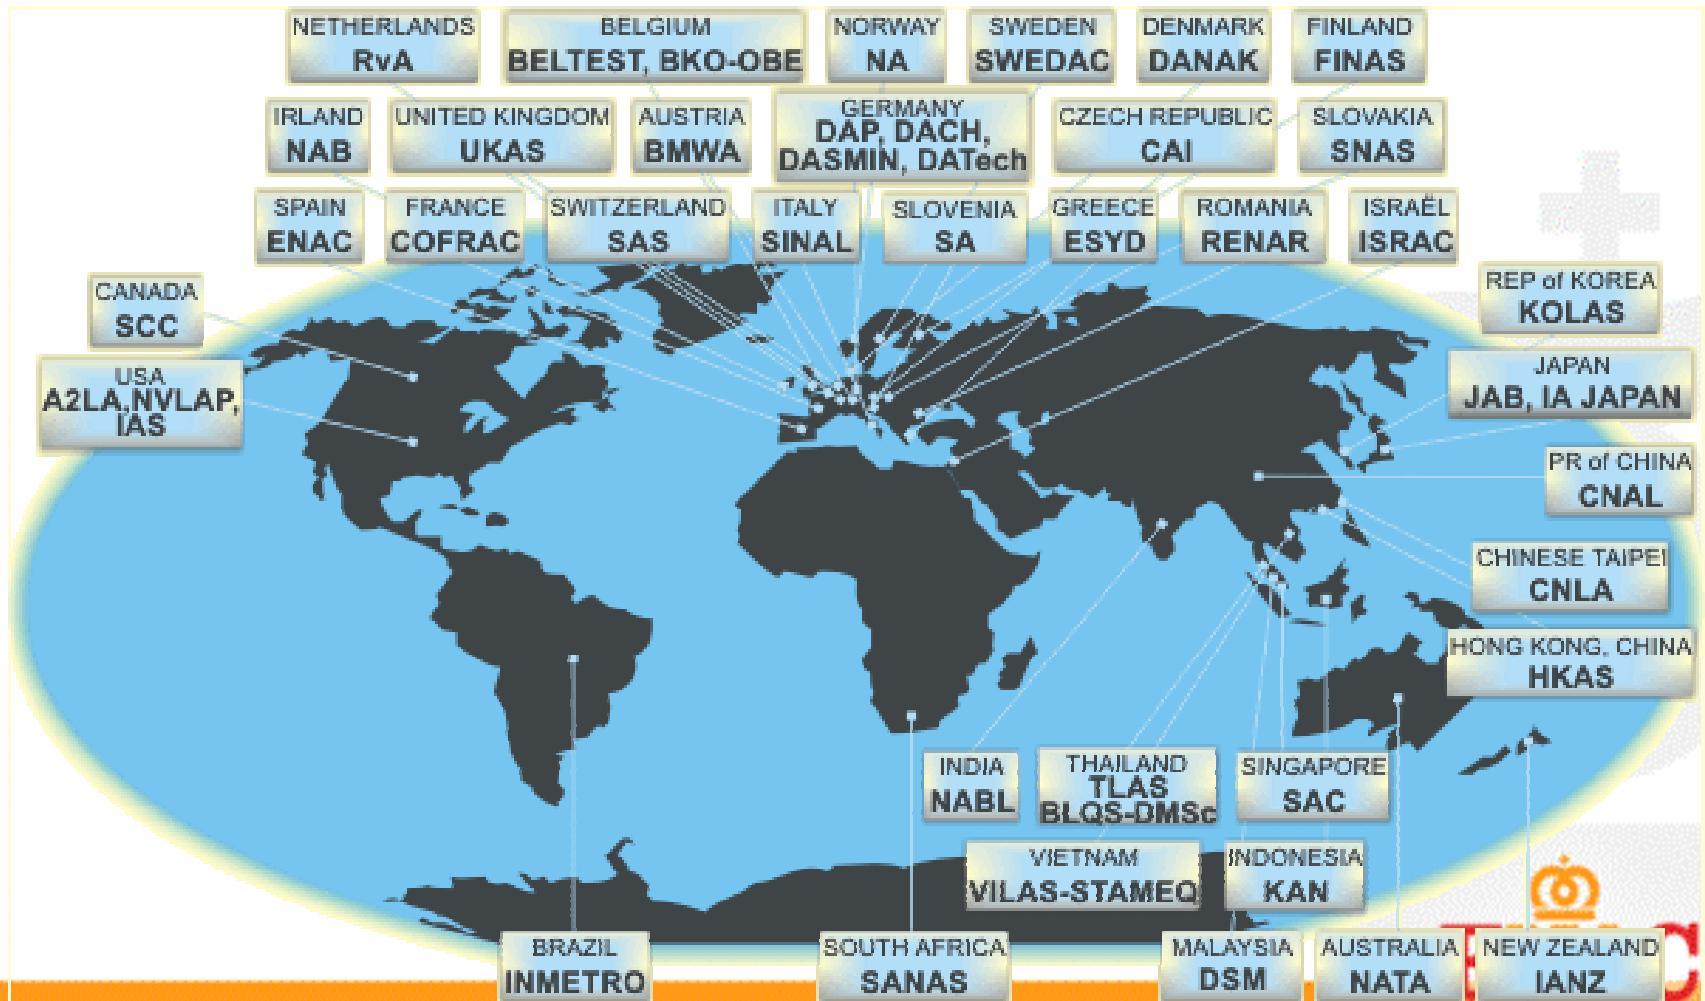 NETHERLANDS
RvA
BELGIUM
BELTEST, BKO-OBE
NORWAY
NA
SWEDEN
SWEDAC
DENMARK
DANAK
FINLAND
FINAS
IRLAND
NAB
UNITED KINGDOM
UKAS
AUSTRIA
BMWA
GERMANY
DAP, DACH,
DASMIN, DATech
CZECH REPUBLIC
CAI
SLOVAKIA
SNAS
SPAIN
ENAC
FRANCE
COFRAC
SWITZERLAND
SAS
ITALY
SINAL
SLOVENIA
SA
GREECE
ESYD
ROMANIA
RENAR
ISRAËL
ISRAC
CANADA
SCC
REP of KOREA
KOLAS
USA
A2LA,NVLAP,
IAS
JAPAN
JAB, IA JAPAN
PR of CHINA
CNAL
CHINESE TAIPEI
CNLA
HONG KONG, CHINA
HKAS
INDIA
NABL
THAILAND
TLAS
BLQS-DMSc
SINGAPORE
SAC
VIETNAM
VILAS-STAMEQ
INDONESIA
KAN
BRAZIL
INMETRO
SOUTH AFRICA
SANAS
MALAYSIA
DSM
AUSTRALIA
NATA
NEW ZEALAND
IANZ